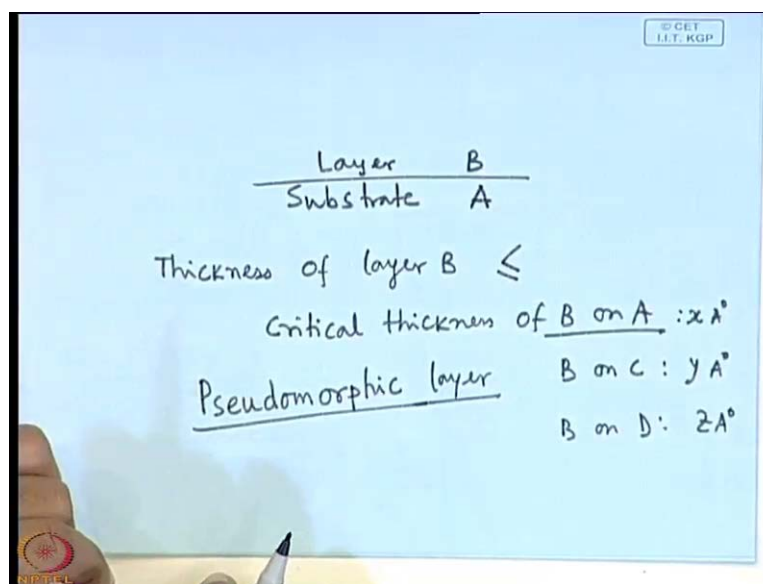 © CET
I.I.T. KGP
Layer B
Substrate A
Thickness of layer B ≤
Critical thickness of B on A : x A°
Pseudomorphic layer
B on C : y A°
B on D : z A°
NPTEL